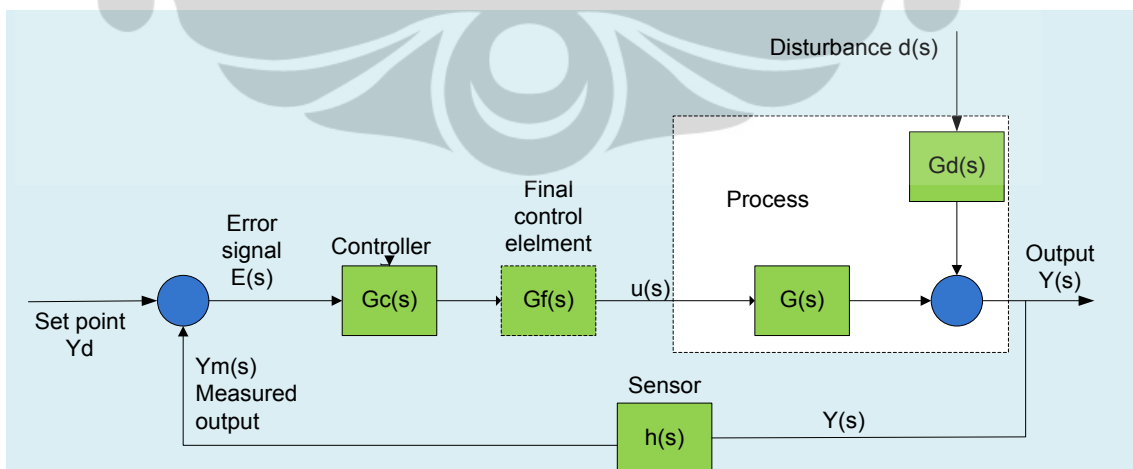 Disturbance d(s)
Gd(s)
Process
Final
control
elelment
Error
signal
E(s)
Controller
Output
Y(s)
Gc(s)
Gf(s)
u(s)
G(s)
Set point
Yd
Ym(s)
Measured
output
Sensor
h(s)
Y(s)